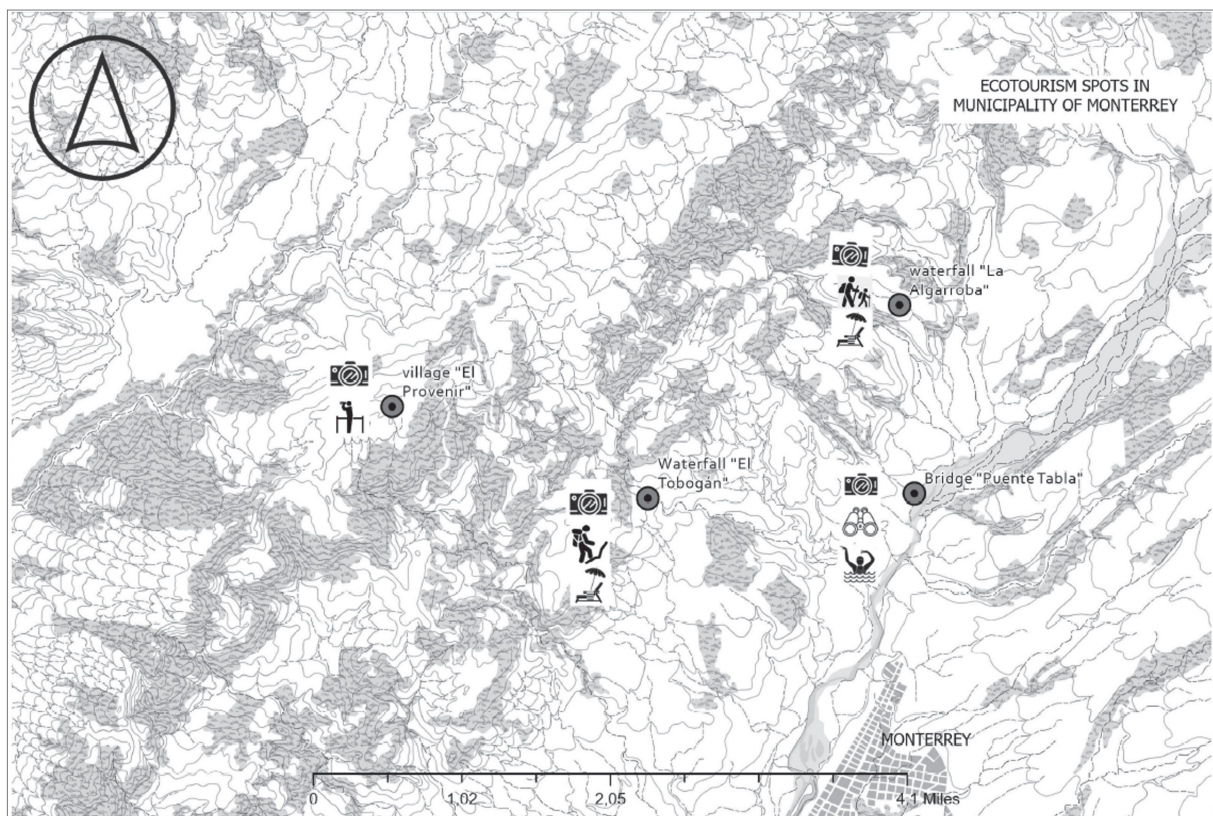 ECOTOURISM SPOTS IN
MUNICIPALITY OF MONTERREY
waterfall "La
Algarroba"
village "El
Provenir"
Waterfall "El
Tobogán"
Bridge "Puente Tabla"
MONTERREY
0
1,02
2,05
4,1 Miles